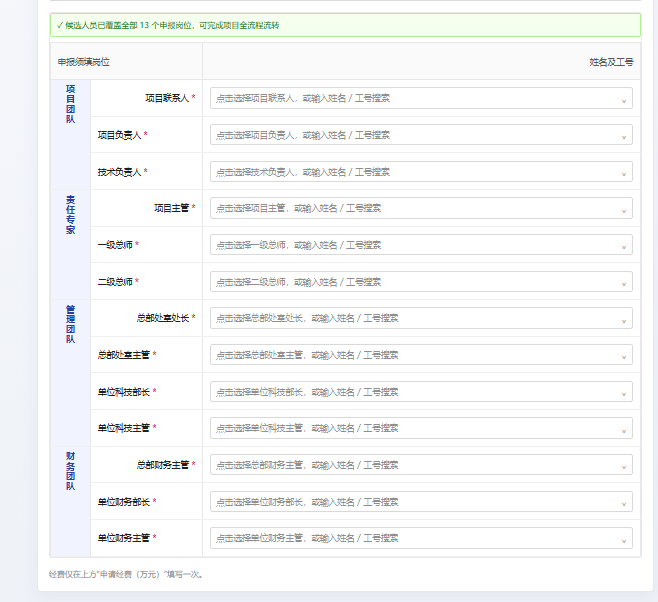 ✓ 候选人员已覆盖全部 13 个申报岗位，可完成项目全流程流转
申报须填岗位 姓名及工号
项目团队
项目联系人 * 点击选择项目联系人，或输入姓名 / 工号搜索
项目负责人 * 点击选择项目负责人，或输入姓名 / 工号搜索
技术负责人 * 点击选择技术负责人，或输入姓名 / 工号搜索
责任专家
项目主管 * 点击选择项目主管，或输入姓名 / 工号搜索
一级总师 * 点击选择一级总师，或输入姓名 / 工号搜索
二级总师 * 点击选择二级总师，或输入姓名 / 工号搜索
管理团队
总部处室处长 * 点击选择总部处室处长，或输入姓名 / 工号搜索
总部处室主管 * 点击选择总部处室主管，或输入姓名 / 工号搜索
单位科技部长 * 点击选择单位科技部长，或输入姓名 / 工号搜索
单位科技主管 * 点击选择单位科技主管，或输入姓名 / 工号搜索
财务团队
总部财务主管 * 点击选择总部财务主管，或输入姓名 / 工号搜索
单位财务部长 * 点击选择单位财务部长，或输入姓名 / 工号搜索
单位财务主管 * 点击选择单位财务主管，或输入姓名 / 工号搜索
经费仅在上方"申请经费（万元）"填写一次。